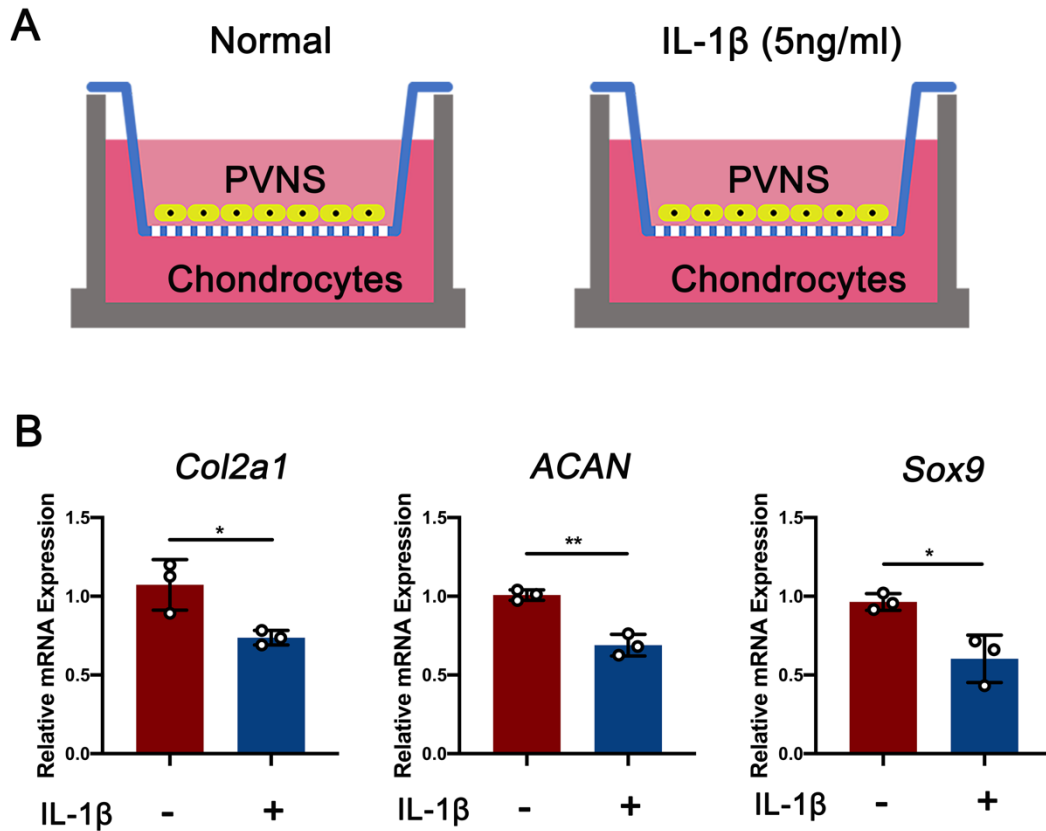 A
Normal
IL-1β (5ng/ml)
PVNS
PVNS
Chondrocytes
Chondrocytes
B
Col2a1
ACAN
Sox9
Relative mRNA Expression
1.5
1.0
0.5
0.0
*
IL-1β - +
Relative mRNA Expression
1.5
1.0
0.5
0.0
**
IL-1β - +
Relative mRNA Expression
1.5
1.0
0.5
0.0
*
IL-1β - +